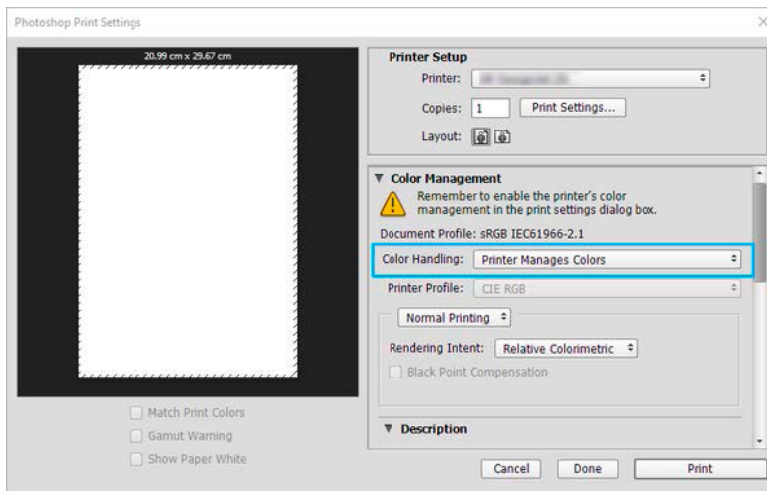 Photoshop Print Settings
20.99 cm x 29.67 cm
Match Print Colors
Gamut Warning
Show Paper White
Printer Setup
Printer:
Copies: 1 Print Settings...
Layout:
Color Management
Remember to enable the printer's color
management in the print settings dialog box.
Document Profile: sRGB IEC61966-2.1
Color Handling: Printer Manages Colors
Printer Profile: CIE RGB
Normal Printing
Rendering Intent: Relative Colorimetric
Black Point Compensation
Description
Cancel Done Print